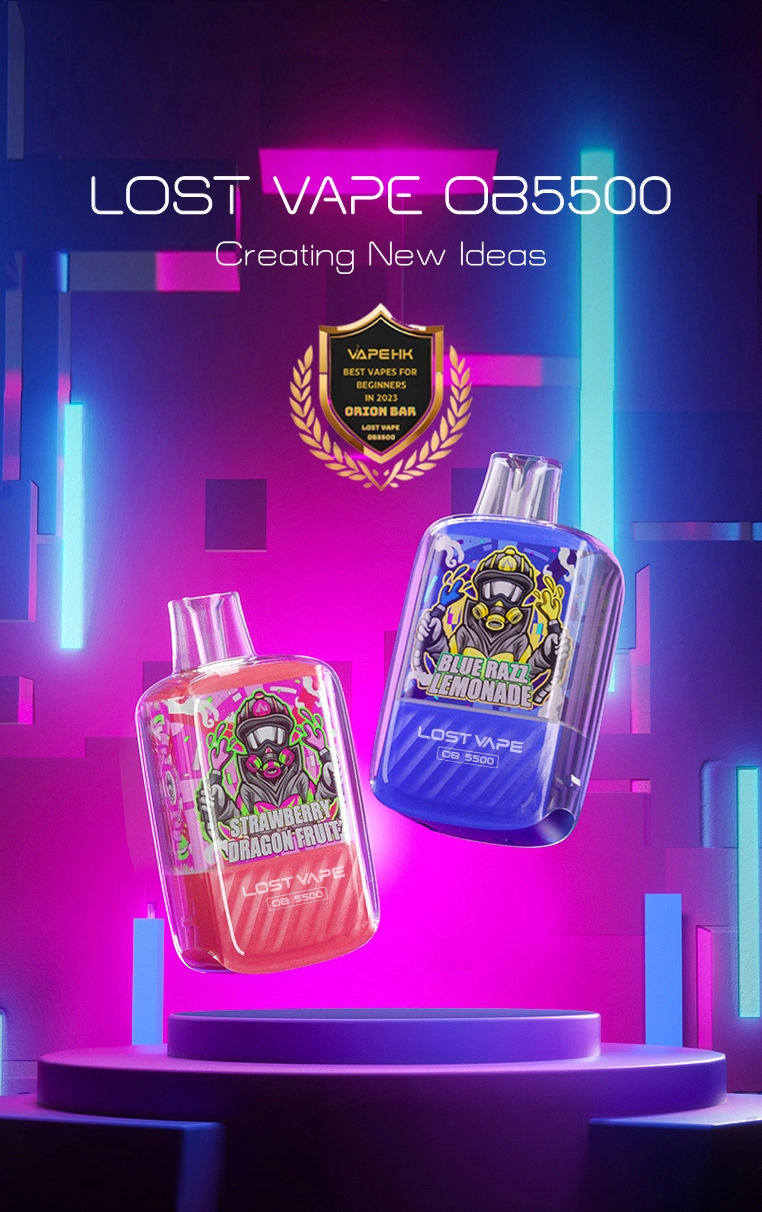 LOST VAPE OB5500
Creating New Ideas
VAPEHK
BEST VAPES FOR
BEGINNERS
IN 2023
ORION BAR
LOST VAPE
OB5500
BLUE RAZZ
LEMONADE
LOST VAPE
OB 5500
STRAWBERRY
DRAGON FRUIT
LOST VAPE
OB 5500